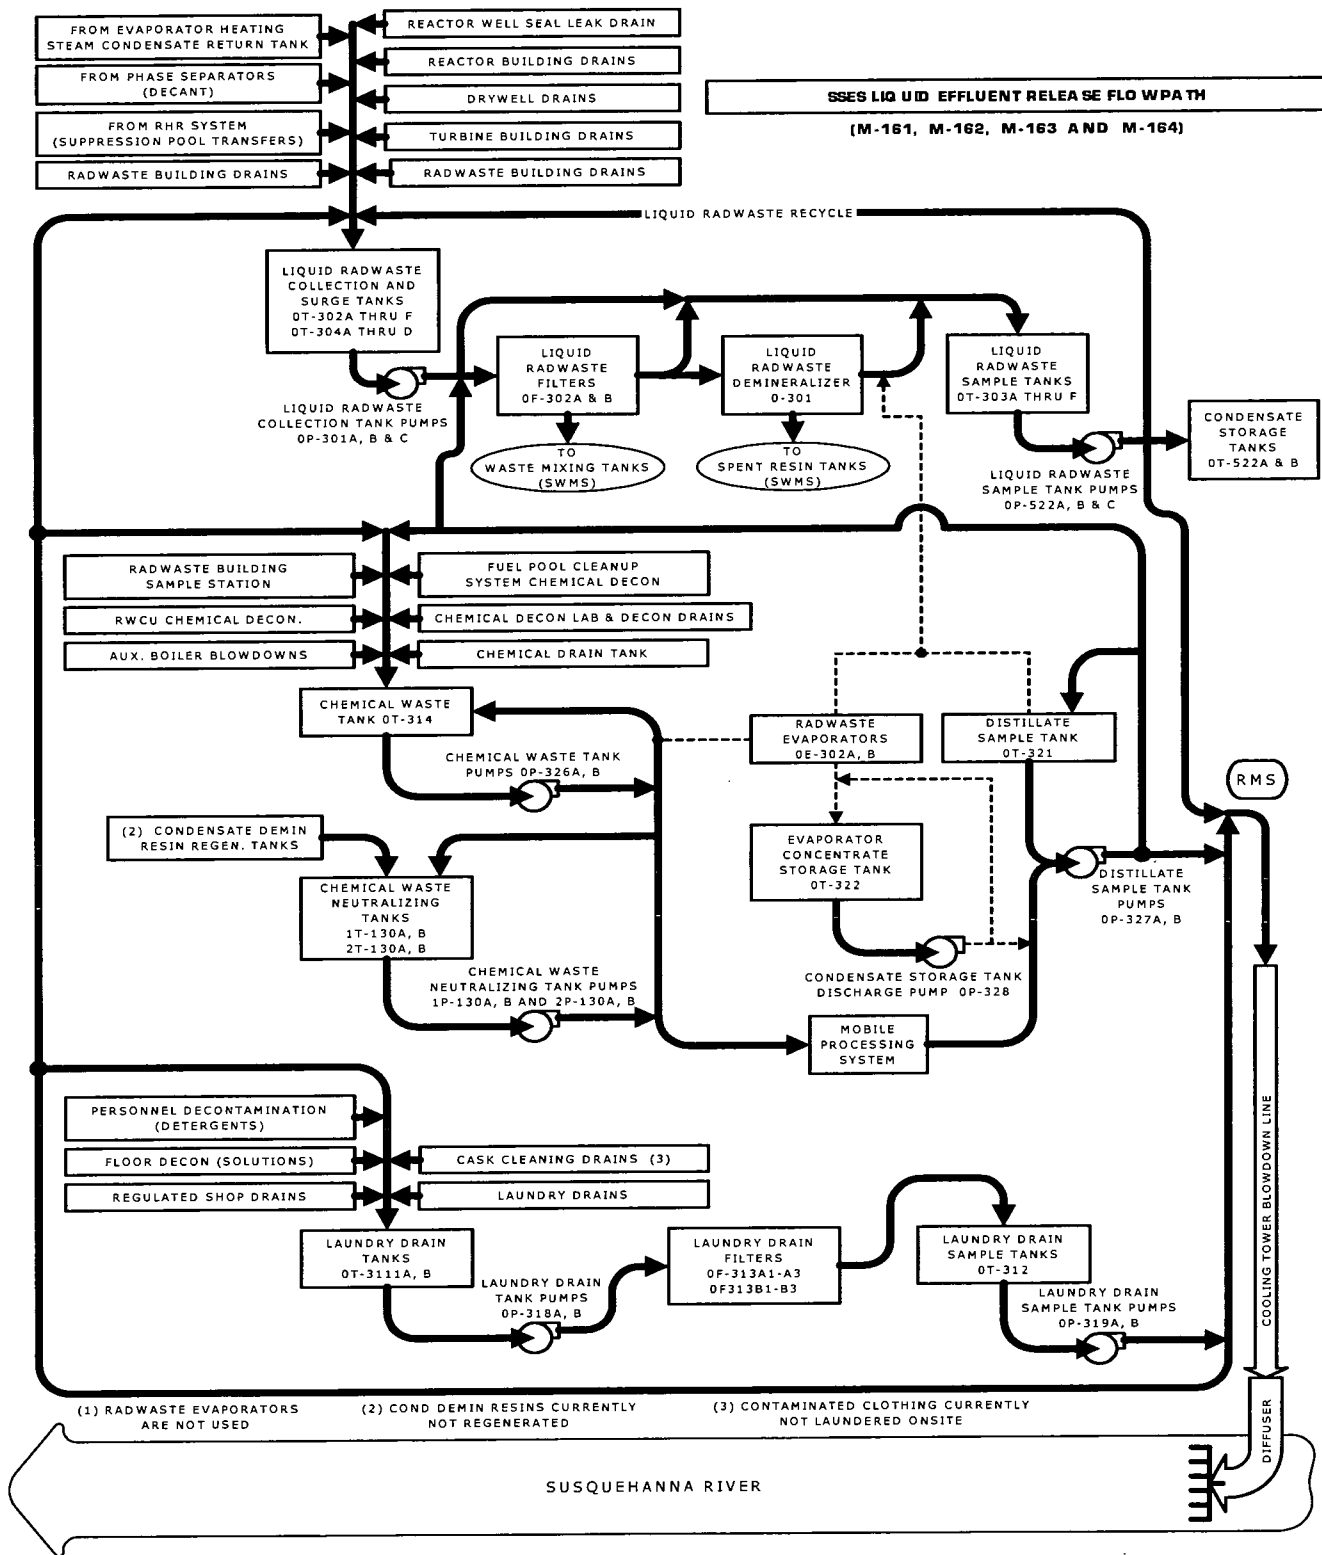 FROM EVAPORATOR HEATING
STEAM CONDENSATE RETURN TANK
REACTOR WELL SEAL LEAK DRAIN
REACTOR BUILDING DRAINS
FROM PHASE SEPARATORS
(DECANT)
DRYWELL DRAINS
FROM RHR SYSTEM
(SUPPRESSION POOL TRANSFERS)
TURBINE BUILDING DRAINS
RADWASTE BUILDING DRAINS
RADWASTE BUILDING DRAINS
SSES LIQUID EFFLUENT RELEASE FLOWPATH
(M-161, M-162, M-163 AND M-164)
LIQUID RADWASTE RECYCLE
LIQUID RADWASTE
COLLECTION AND
SURGE TANKS
0T-302A THRU F
0T-304A THRU D
LIQUID RADWASTE
COLLECTION TANK PUMPS
0P-301A, B & C
LIQUID
RADWASTE
FILTERS
0F-302A & B
TO
WASTE MIXING TANKS
(SWMS)
LIQUID
RADWASTE
DEMINERALIZER
0-301
TO
SPENT RESIN TANKS
(SWMS)
LIQUID
RADWASTE
SAMPLE TANKS
0T-303A THRU F
LIQUID RADWASTE
SAMPLE TANK PUMPS
0P-522A, B & C
CONDENSATE
STORAGE
TANKS
0T-522A & B
RADWASTE BUILDING
SAMPLE STATION
FUEL POOL CLEANUP
SYSTEM CHEMICAL DECON
RWCU CHEMICAL DECON.
CHEMICAL DECON LAB & DECON DRAINS
AUX. BOILER BLOWDOWNS
CHEMICAL DRAIN TANK
CHEMICAL WASTE
TANK 0T-314
CHEMICAL WASTE TANK
PUMPS 0P-326A, B
RADWASTE
EVAPORATORS
0E-302A, B
DISTILLATE
SAMPLE TANK
0T-321
RMS
(2) CONDENSATE DEMIN
RESIN REGEN. TANKS
EVAPORATOR
CONCENTRATE
STORAGE TANK
0T-322
DISTILLATE
SAMPLE TANK
PUMPS
0P-327A, B
CHEMICAL WASTE
NEUTRALIZING
TANKS
1T-130A, B
2T-130A, B
CHEMICAL WASTE
NEUTRALIZING TANK PUMPS
1P-130A, B AND 2P-130A, B
CONDENSATE STORAGE TANK
DISCHARGE PUMP 0P-328
MOBILE
PROCESSING
SYSTEM
PERSONNEL DECONTAMINATION
(DETERGENTS)
FLOOR DECON (SOLUTIONS)
CASK CLEANING DRAINS (3)
REGULATED SHOP DRAINS
LAUNDRY DRAINS
LAUNDRY DRAIN
TANKS
0T-3111A, B
LAUNDRY DRAIN
TANK PUMPS
0P-318A, B
LAUNDRY DRAIN
FILTERS
0F-313A1-A3
0F313B1-B3
LAUNDRY DRAIN
SAMPLE TANKS
0T-312
LAUNDRY DRAIN
SAMPLE TANK PUMPS
0P-319A, B
COOLING TOWER BLOWDOWN LINE
DIFFUSER
(1) RADWASTE EVAPORATORS
ARE NOT USED
(2) COND DEMIN RESINS CURRENTLY
NOT REGENERATED
(3) CONTAMINATED CLOTHING CURRENTLY
NOT LAUNDERED ONSITE
SUSQUEHANNA RIVER